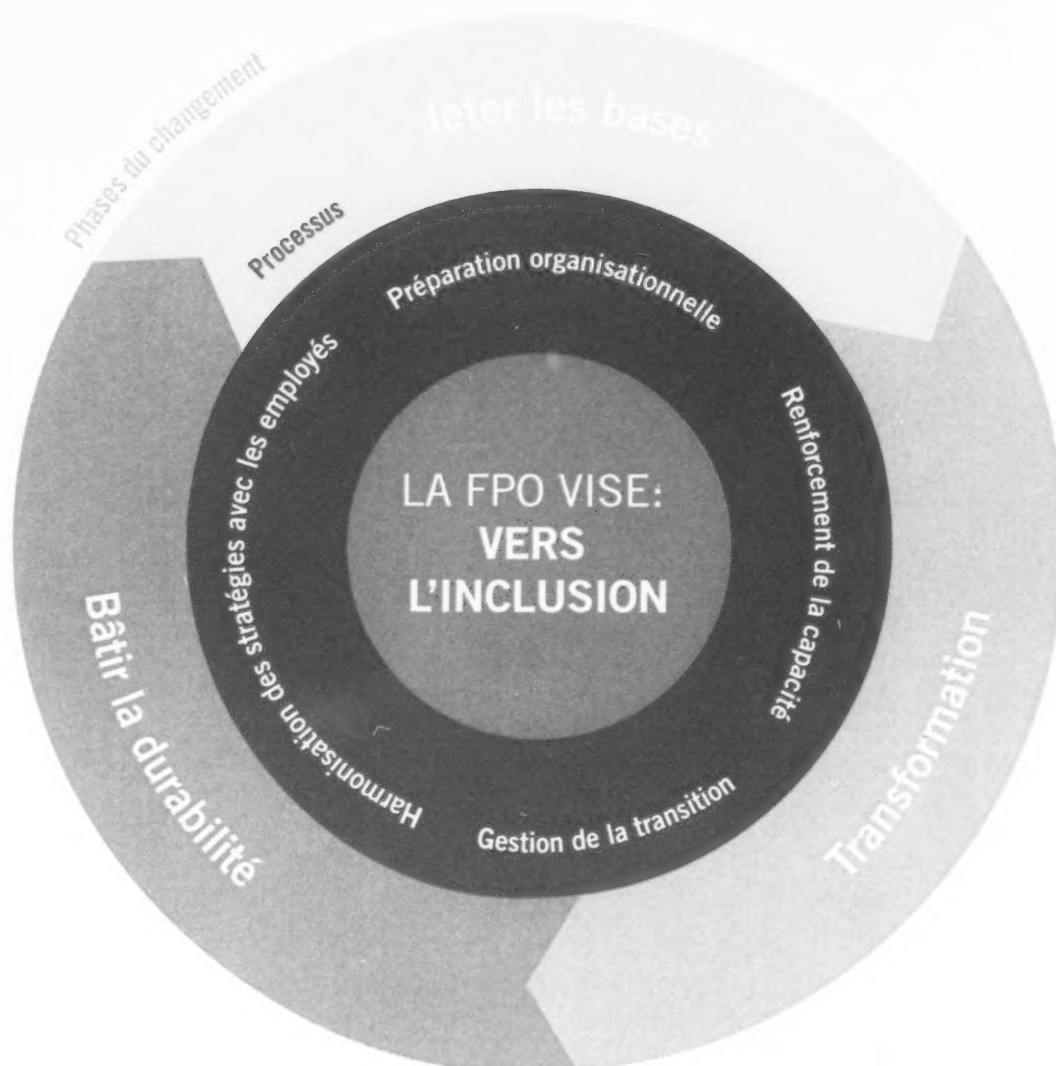 Phases du changement
Jeter les bases
Processus
Préparation organisationnelle
Renforcement de la capacité
Gestion de la transition
Harmonisation des stratégies avec les employés
LA FPO VISE:
VERS
L'INCLUSION
Transformation
Bâtir la durabilité